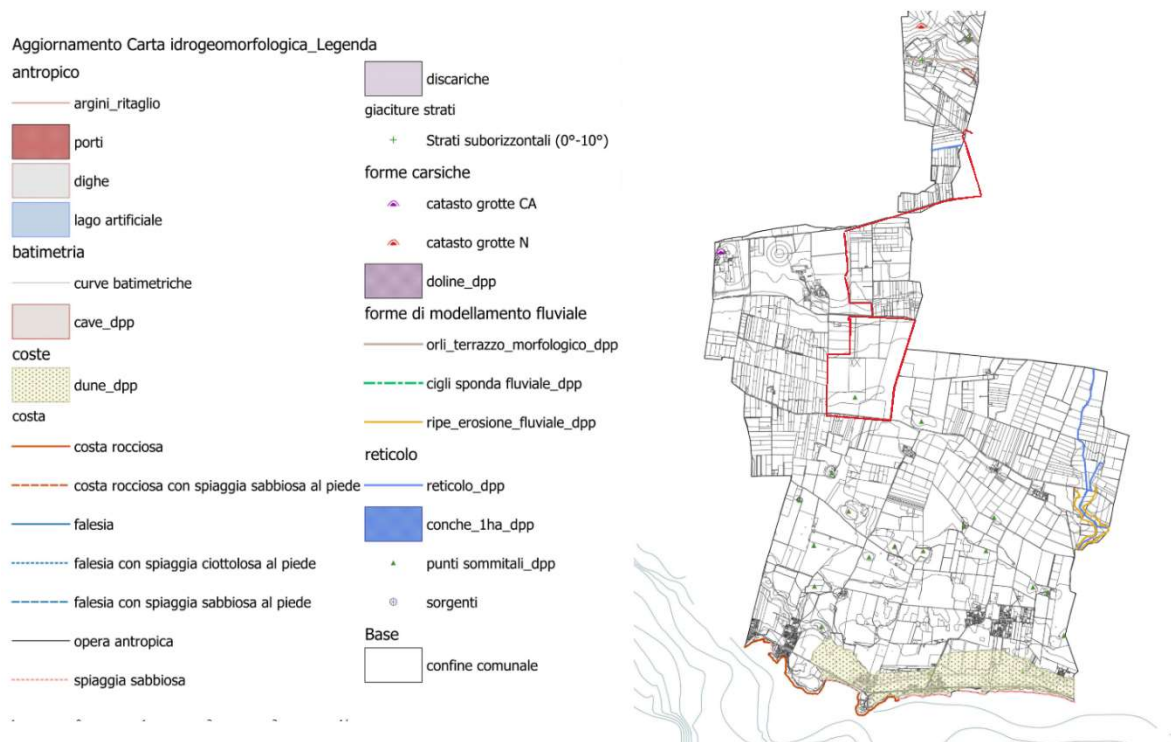 Aggiornamento Carta idrogeomorfologica_Legenda
antropico
argini_ritaglio
porti
dighe
lago artificiale
batimetria
curve batimetriche
cave_dpp
coste
dune_dpp
costa
costa rocciosa
costa rocciosa con spiaggia sabbiosa al piede
falesia
falesia con spiaggia ciottolosa al piede
falesia con spiaggia sabbiosa al piede
opera antropica
spiaggia sabbiosa
discariche
giaciture strati
Strati suborizzontali (0°-10°)
forme carsiche
catasto grotte CA
catasto grotte N
doline_dpp
forme di modellamento fluviale
orli_terrazzo_morfologico_dpp
cigli sponda fluviale_dpp
ripe_erosione_fluviale_dpp
reticolo
reticolo_dpp
conche_1ha_dpp
punti sommitali_dpp
sorgenti
Base
confine comunale